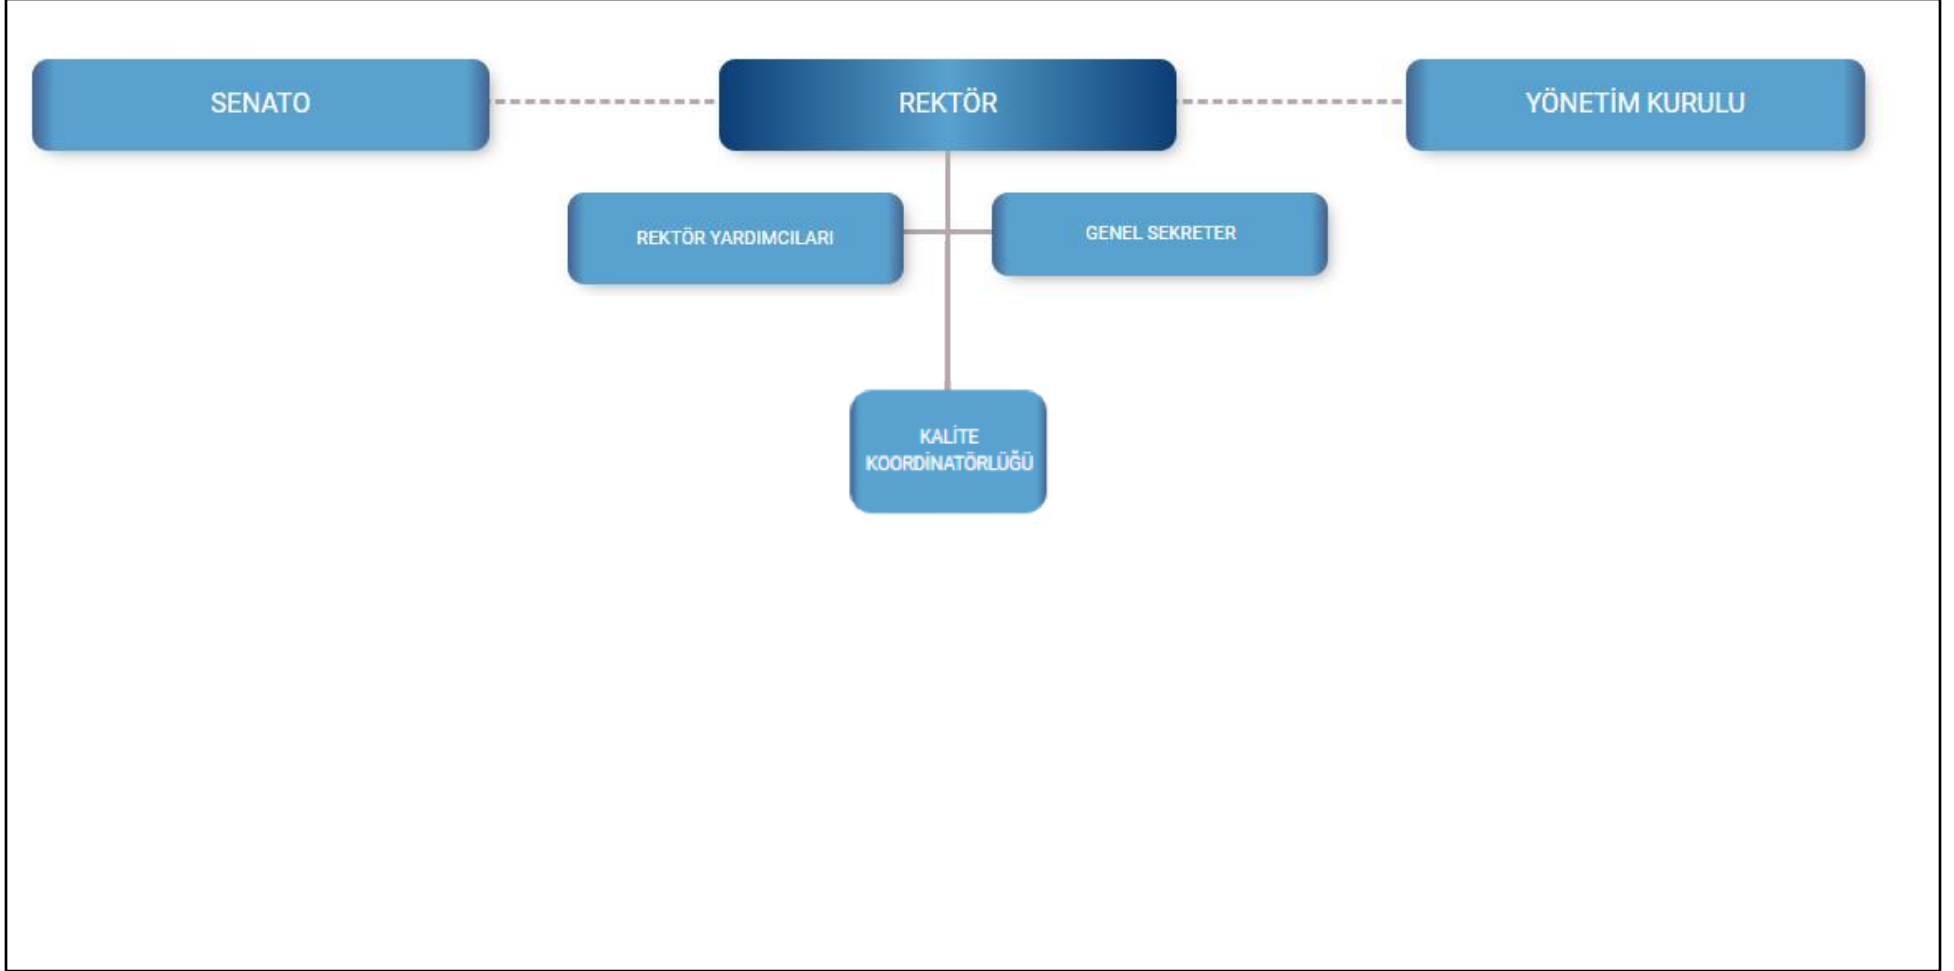 SENATO
REKTÖR
YÖNETİM KURULU
REKTÖR YARDIMCILARI
GENEL SEKRETER
KALİTE
KOORDİNATÖRLÜĞÜ